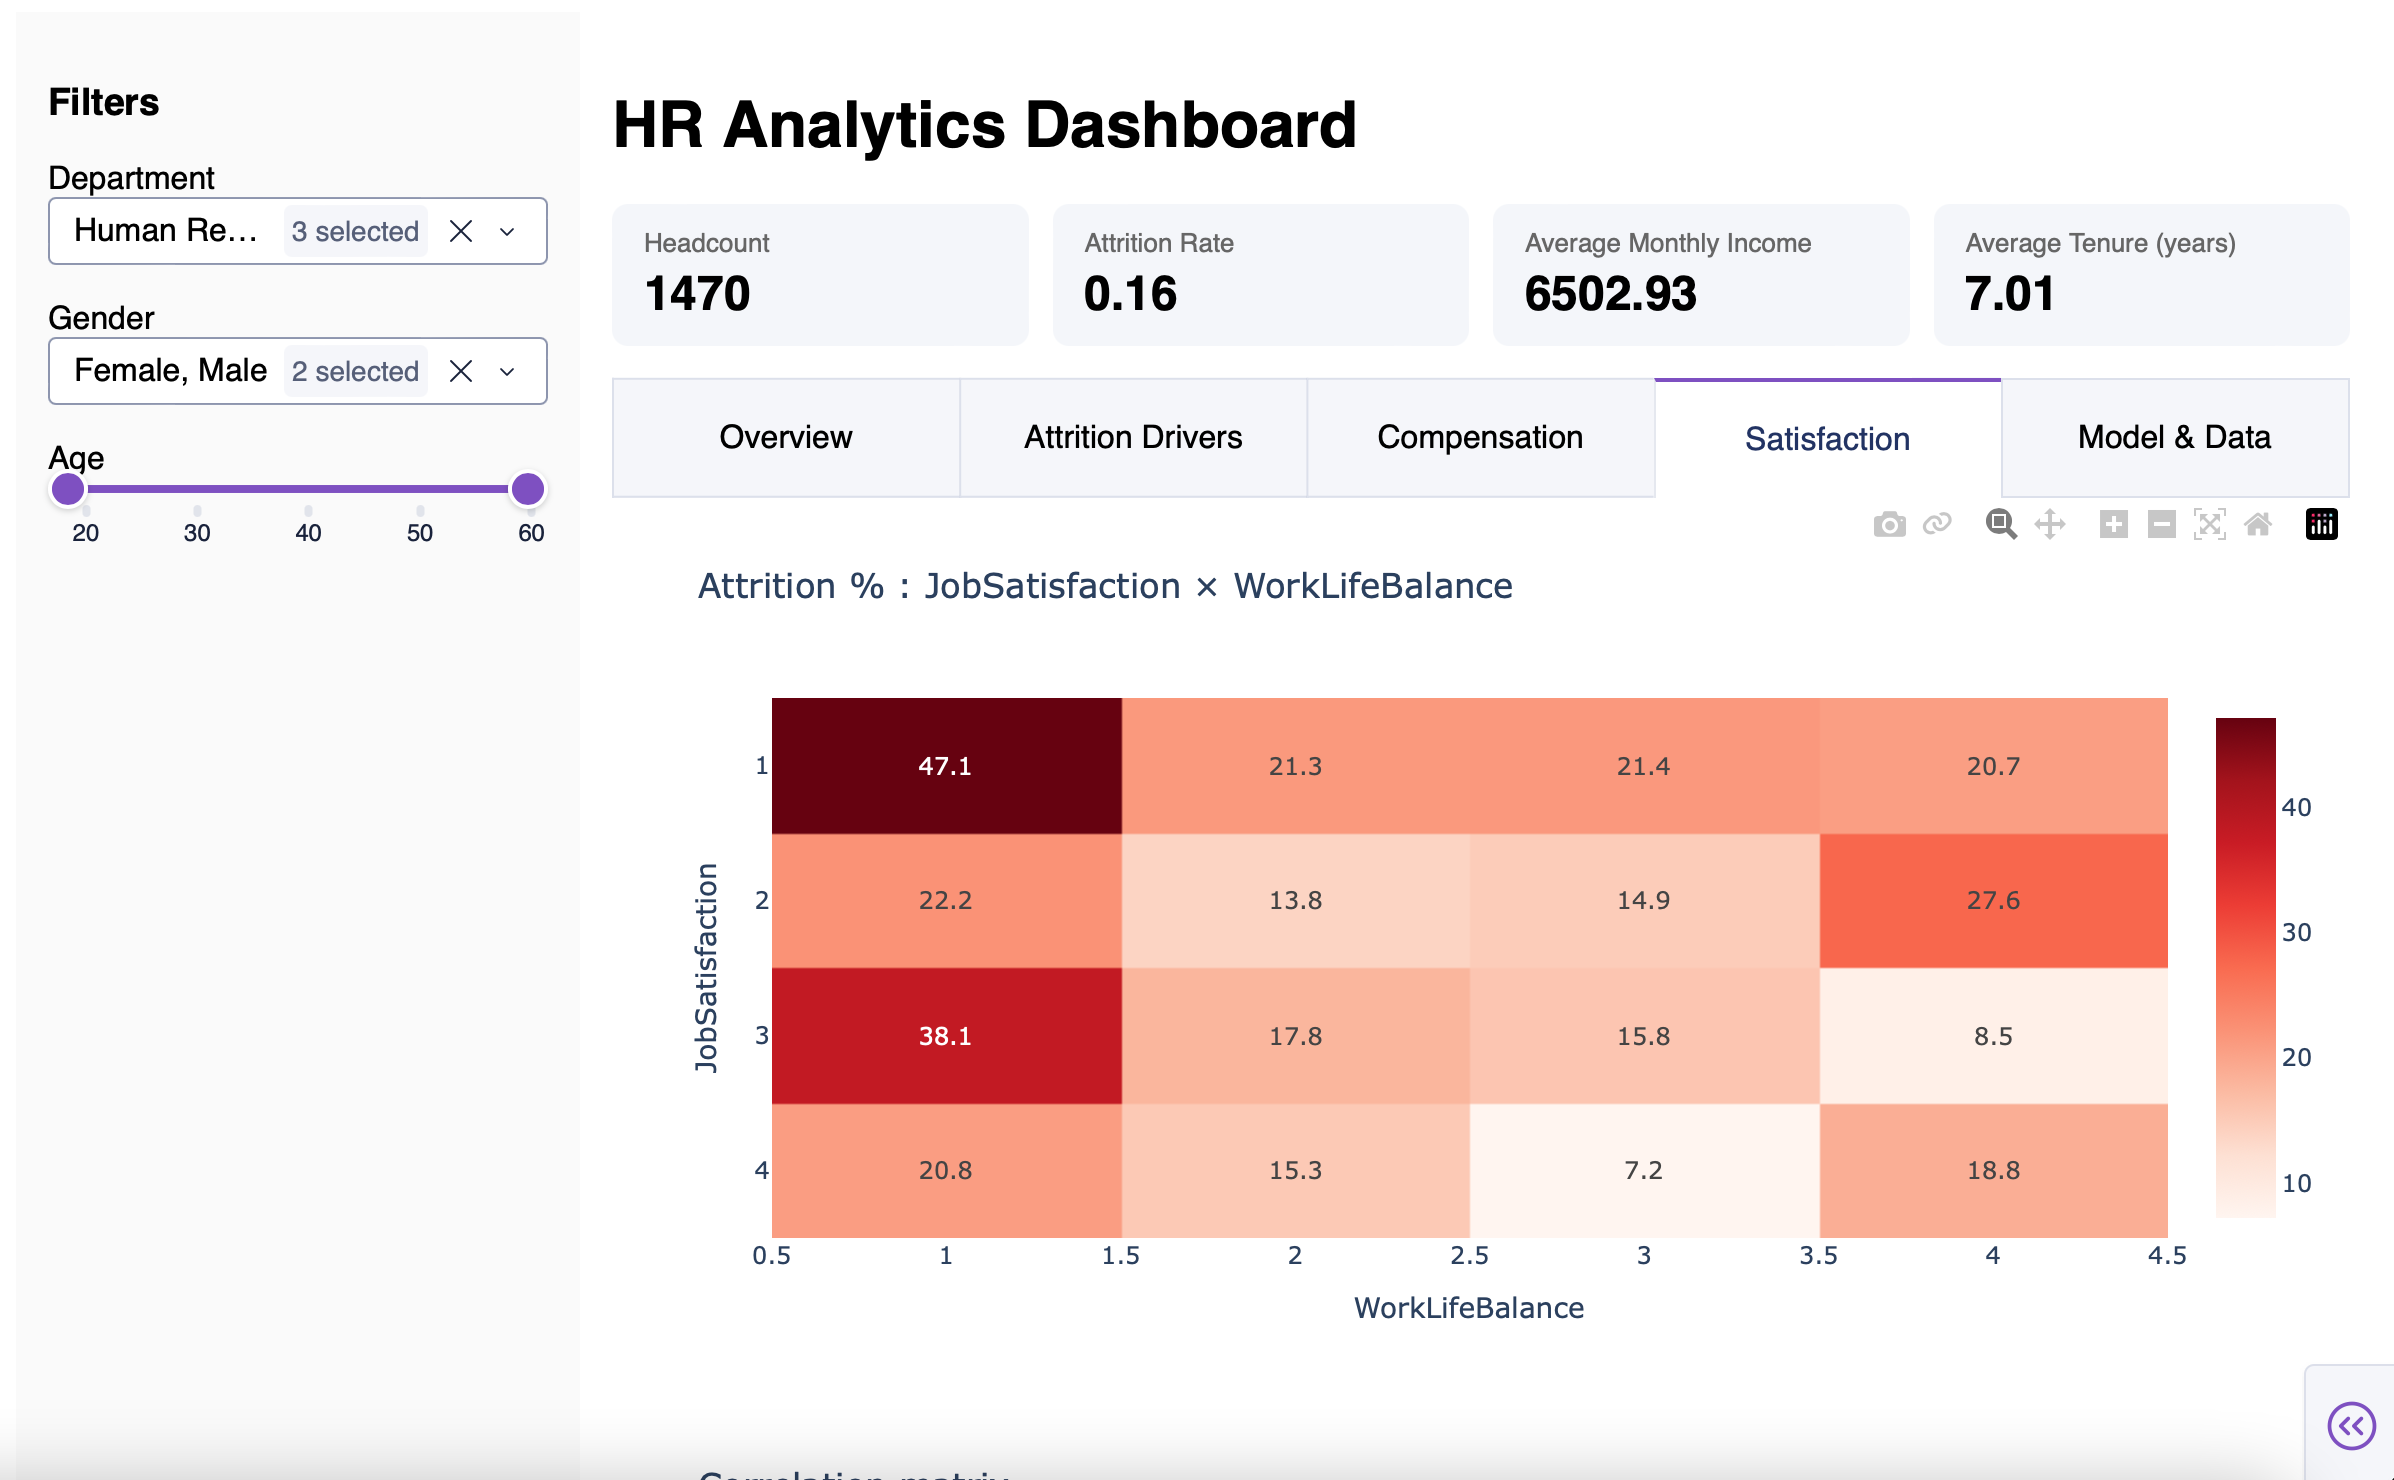 Filters
Department
Human Re... 3 selected
Gender
Female, Male 2 selected
Age
20 30 40 50 60
HR Analytics Dashboard
Headcount
1470
Attrition Rate
0.16
Average Monthly Income
6502.93
Average Tenure (years)
7.01
Overview
Attrition Drivers
Compensation
Satisfaction
Model & Data
Attrition % : JobSatisfaction × WorkLifeBalance
JobSatisfaction
1 47.1 21.3 21.4 20.7
2 22.2 13.8 14.9 27.6
3 38.1 17.8 15.8 8.5
4 20.8 15.3 7.2 18.8
0.5 1 1.5 2 2.5 3 3.5 4 4.5
WorkLifeBalance
40
30
20
10
Correlation matrix